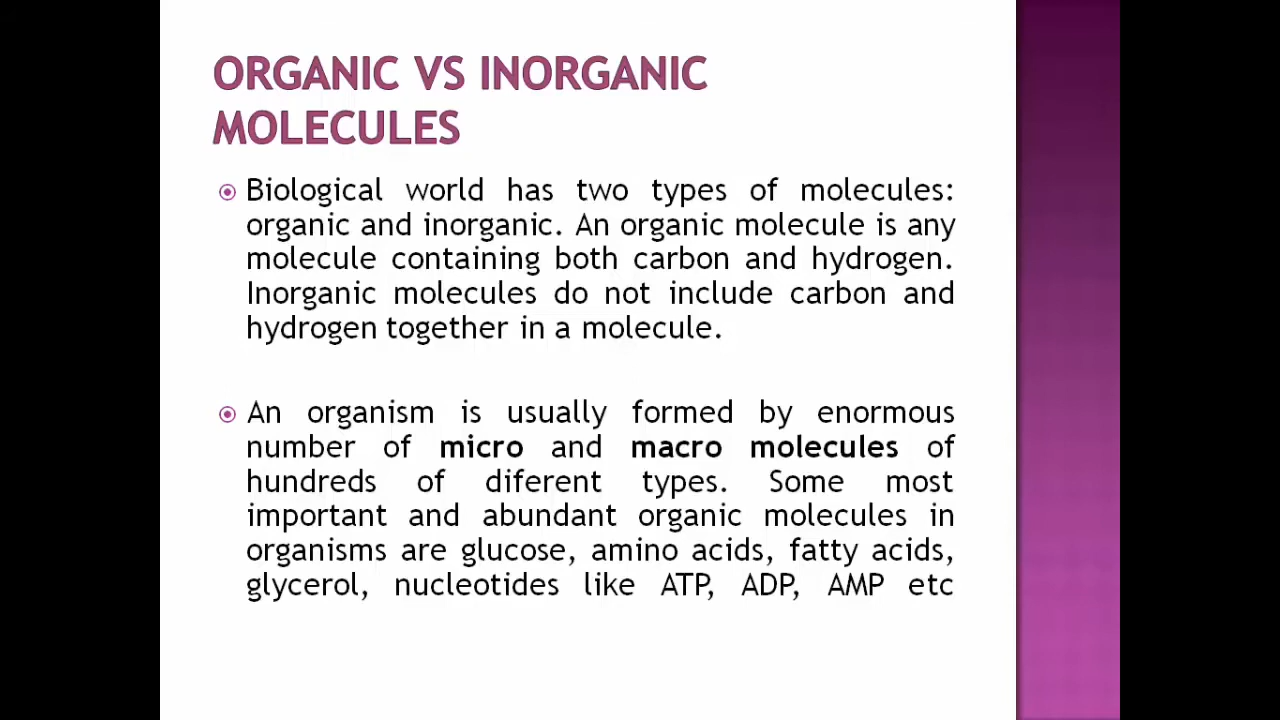 ORGANIC VS INORGANIC
MOLECULES
Biological world has two types of molecules:
organic and inorganic. An organic molecule is any
molecule containing both carbon and hydrogen.
Inorganic molecules do not include carbon and
hydrogen together in a molecule.
An organism is usually formed by enormous
number of micro and macro molecules of
hundreds of diferent types. Some most
important and abundant organic molecules in
organisms are glucose, amino acids, fatty acids,
glycerol, nucleotides like ATP, ADP, AMP etc